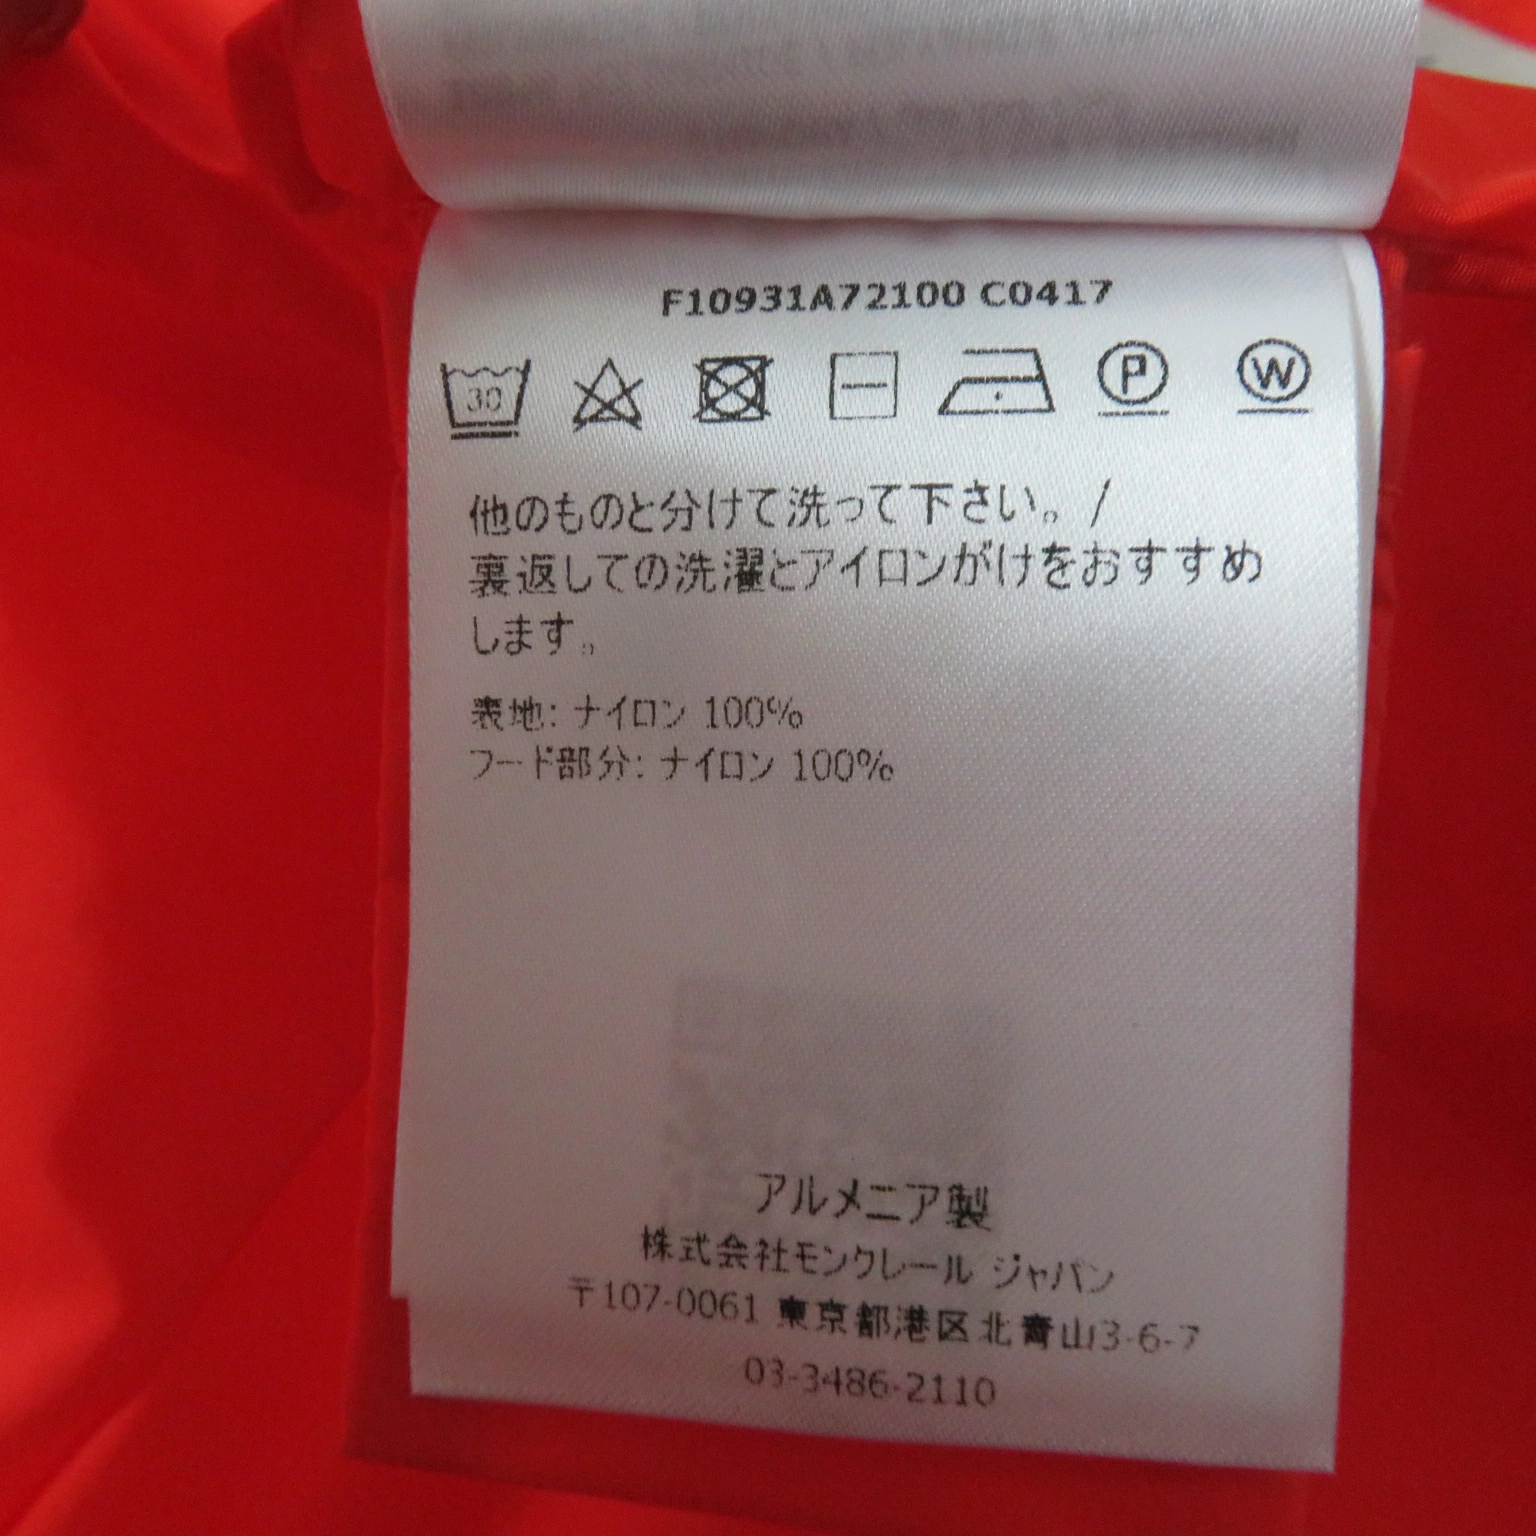 F10931A72100 C0417
30
P
W
他のものと分けて洗って下さい。/
裏返しての洗濯とアイロンがけをおすすめ
します。
表地: ナイロン 100%
フード部分: ナイロン 100%
アルメニア製
株式会社モンクレール ジャパン
〒107-0061 東京都港区北青山3-6-7
03-3486-2110